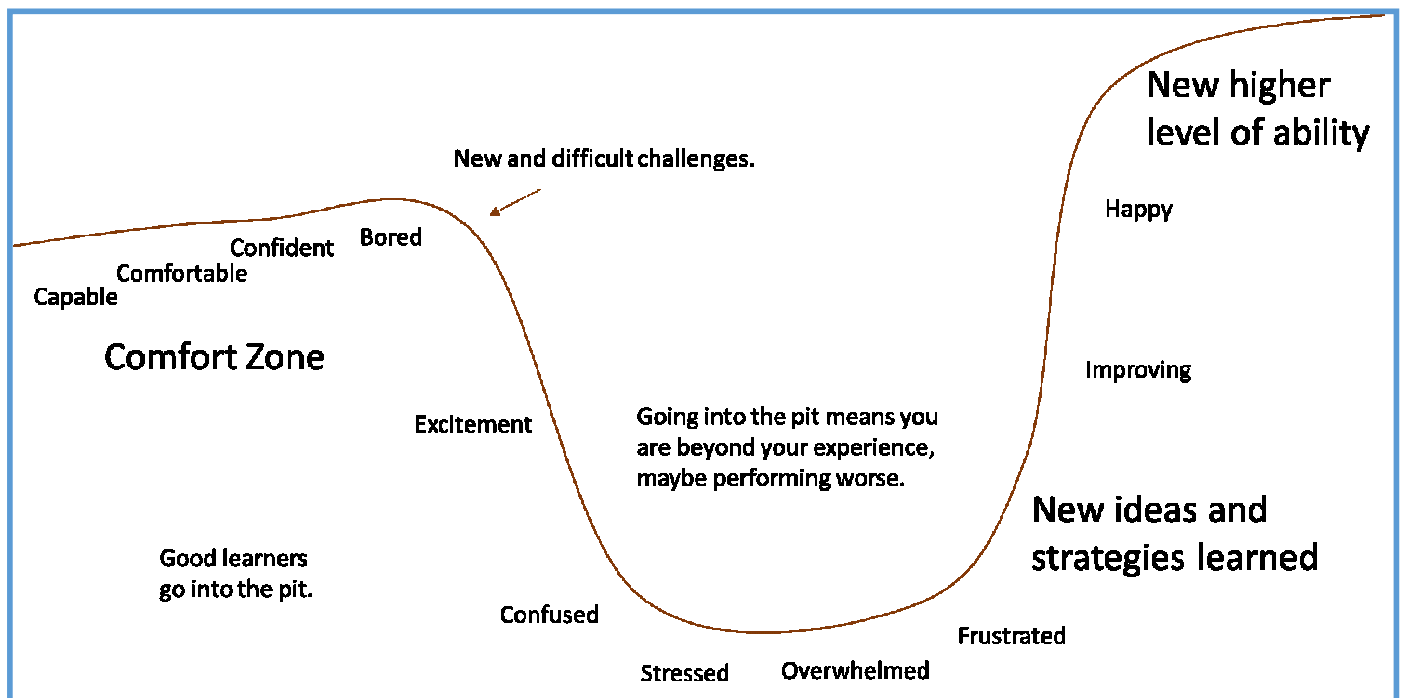 New higher
level of ability
New and difficult challenges.
Happy
Bored
Confident
Comfortable
Capable
Comfort Zone
Improving
Excitement
Going into the pit means you
are beyond your experience,
maybe performing worse.
New ideas and
strategies learned
Good learners
go into the pit.
Confused
Frustrated
Stressed
Overwhelmed